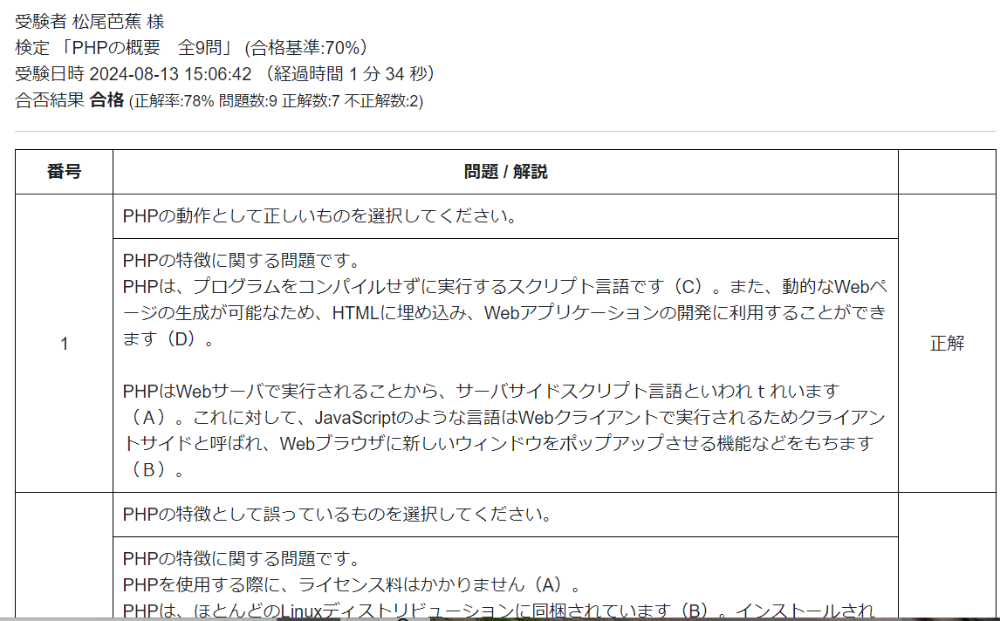 受験者 松尾芭蕉 様
検定 「PHPの概要　全9問」 (合格基準:70%）
受験日時 2024-08-13 15:06:42 （経過時間 1 分 34 秒）
合否結果 合格 (正解率:78% 問題数:9 正解数:7 不正解数:2)
番号 問題 / 解説
PHPの動作として正しいものを選択してください。
PHPの特徴に関する問題です。
PHPは、プログラムをコンパイルせずに実行するスクリプト言語です（C）。また、動的なWebペ
ージの生成が可能なため、HTMLに埋め込み、Webアプリケーションの開発に利用することができ
ます（D）。
1 正解
PHPはWebサーバで実行されることから、サーバサイドスクリプト言語といわれｔれいます
（Ａ）。これに対して、JavaScriptのような言語はWebクライアントで実行されるためクライアン
トサイドと呼ばれ、Webブラウザに新しいウィンドウをポップアップさせる機能などをもちます
（Ｂ）。
PHPの特徴として誤っているものを選択してください。
PHPの特徴に関する問題です。
PHPを使用する際に、ライセンス料はかかりません（A）。
PHPは、ほとんどのLinuxディストリビューションに同梱されています（B）。インストールされ